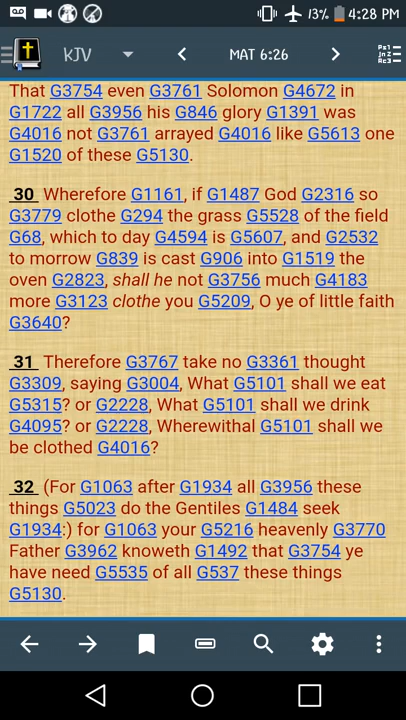 13% 4:28 PM
KJV MAT 6:26
Px1
Jn2
Ac3
That G3754 even G3761 Solomon G4672 in
G1722 all G3956 his G846 glory G1391 was
G4016 not G3761 arrayed G4016 like G5613 one
G1520 of these G5130.
30 Wherefore G1161, if G1487 God G2316 so
G3779 clothe G294 the grass G5528 of the field
G68, which to day G4594 is G5607, and G2532
to morrow G839 is cast G906 into G1519 the
oven G2823, shall he not G3756 much G4183
more G3123 clothe you G5209, O ye of little faith
G3640?
31 Therefore G3767 take no G3361 thought
G3309, saying G3004, What G5101 shall we eat
G5315? or G2228, What G5101 shall we drink
G4095? or G2228, Wherewithal G5101 shall we
be clothed G4016?
32 (For G1063 after G1934 all G3956 these
things G5023 do the Gentiles G1484 seek
G1934:) for G1063 your G5216 heavenly G3770
Father G3962 knoweth G1492 that G3754 ye
have need G5535 of all G537 these things
G5130.